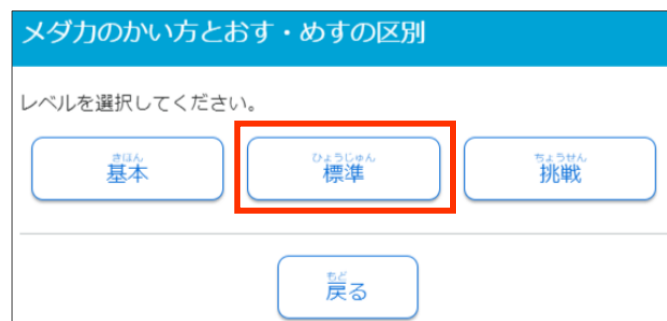 メダカのかい方とおす・めすの区別
レベルを選択してください。
きほん ひょうじゅん ちょうせん
基本 標準 挑戦
もど
戻る